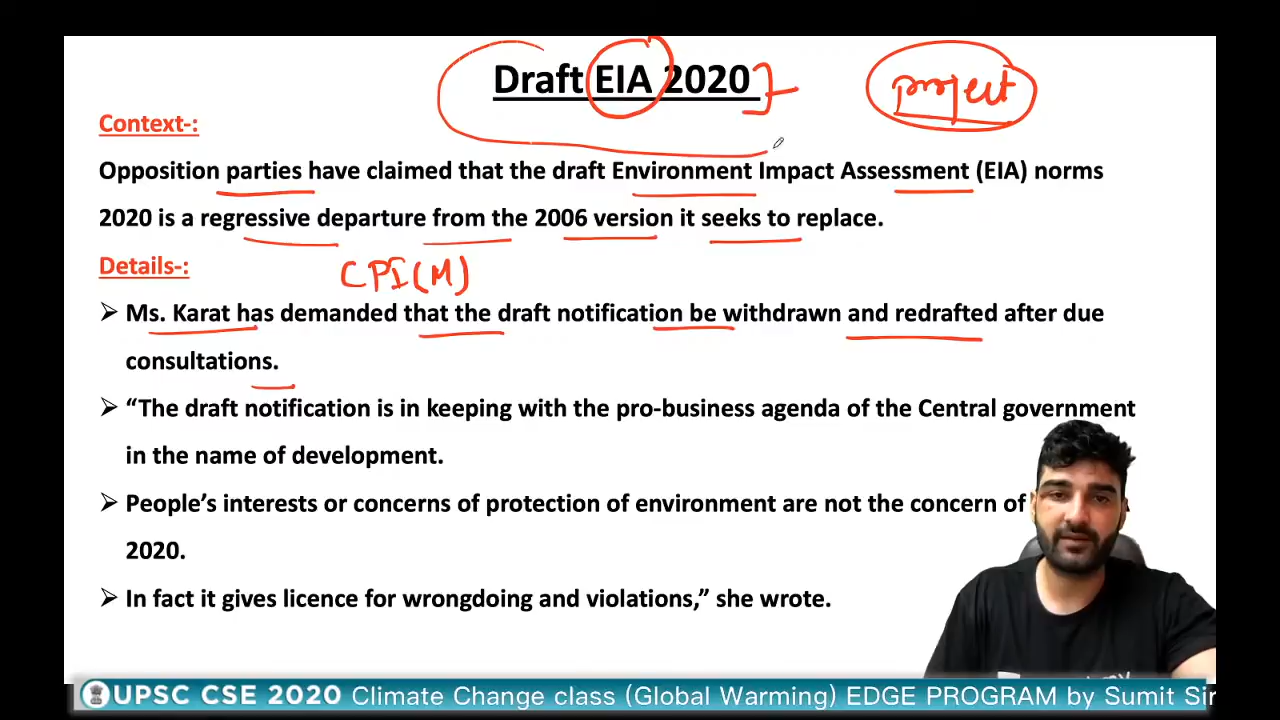 Draft EIA 2020
project
Context-:
Opposition parties have claimed that the draft Environment Impact Assessment (EIA) norms
2020 is a regressive departure from the 2006 version it seeks to replace.
Details-:
CPI(M)
➢ Ms. Karat has demanded that the draft notification be withdrawn and redrafted after due
consultations.
➢ “The draft notification is in keeping with the pro-business agenda of the Central government
in the name of development.
➢ People’s interests or concerns of protection of environment are not the concern of
2020.
➢ In fact it gives licence for wrongdoing and violations,” she wrote.
UPSC CSE 2020 Climate Change class (Global Warming) EDGE PROGRAM by Sumit Sir